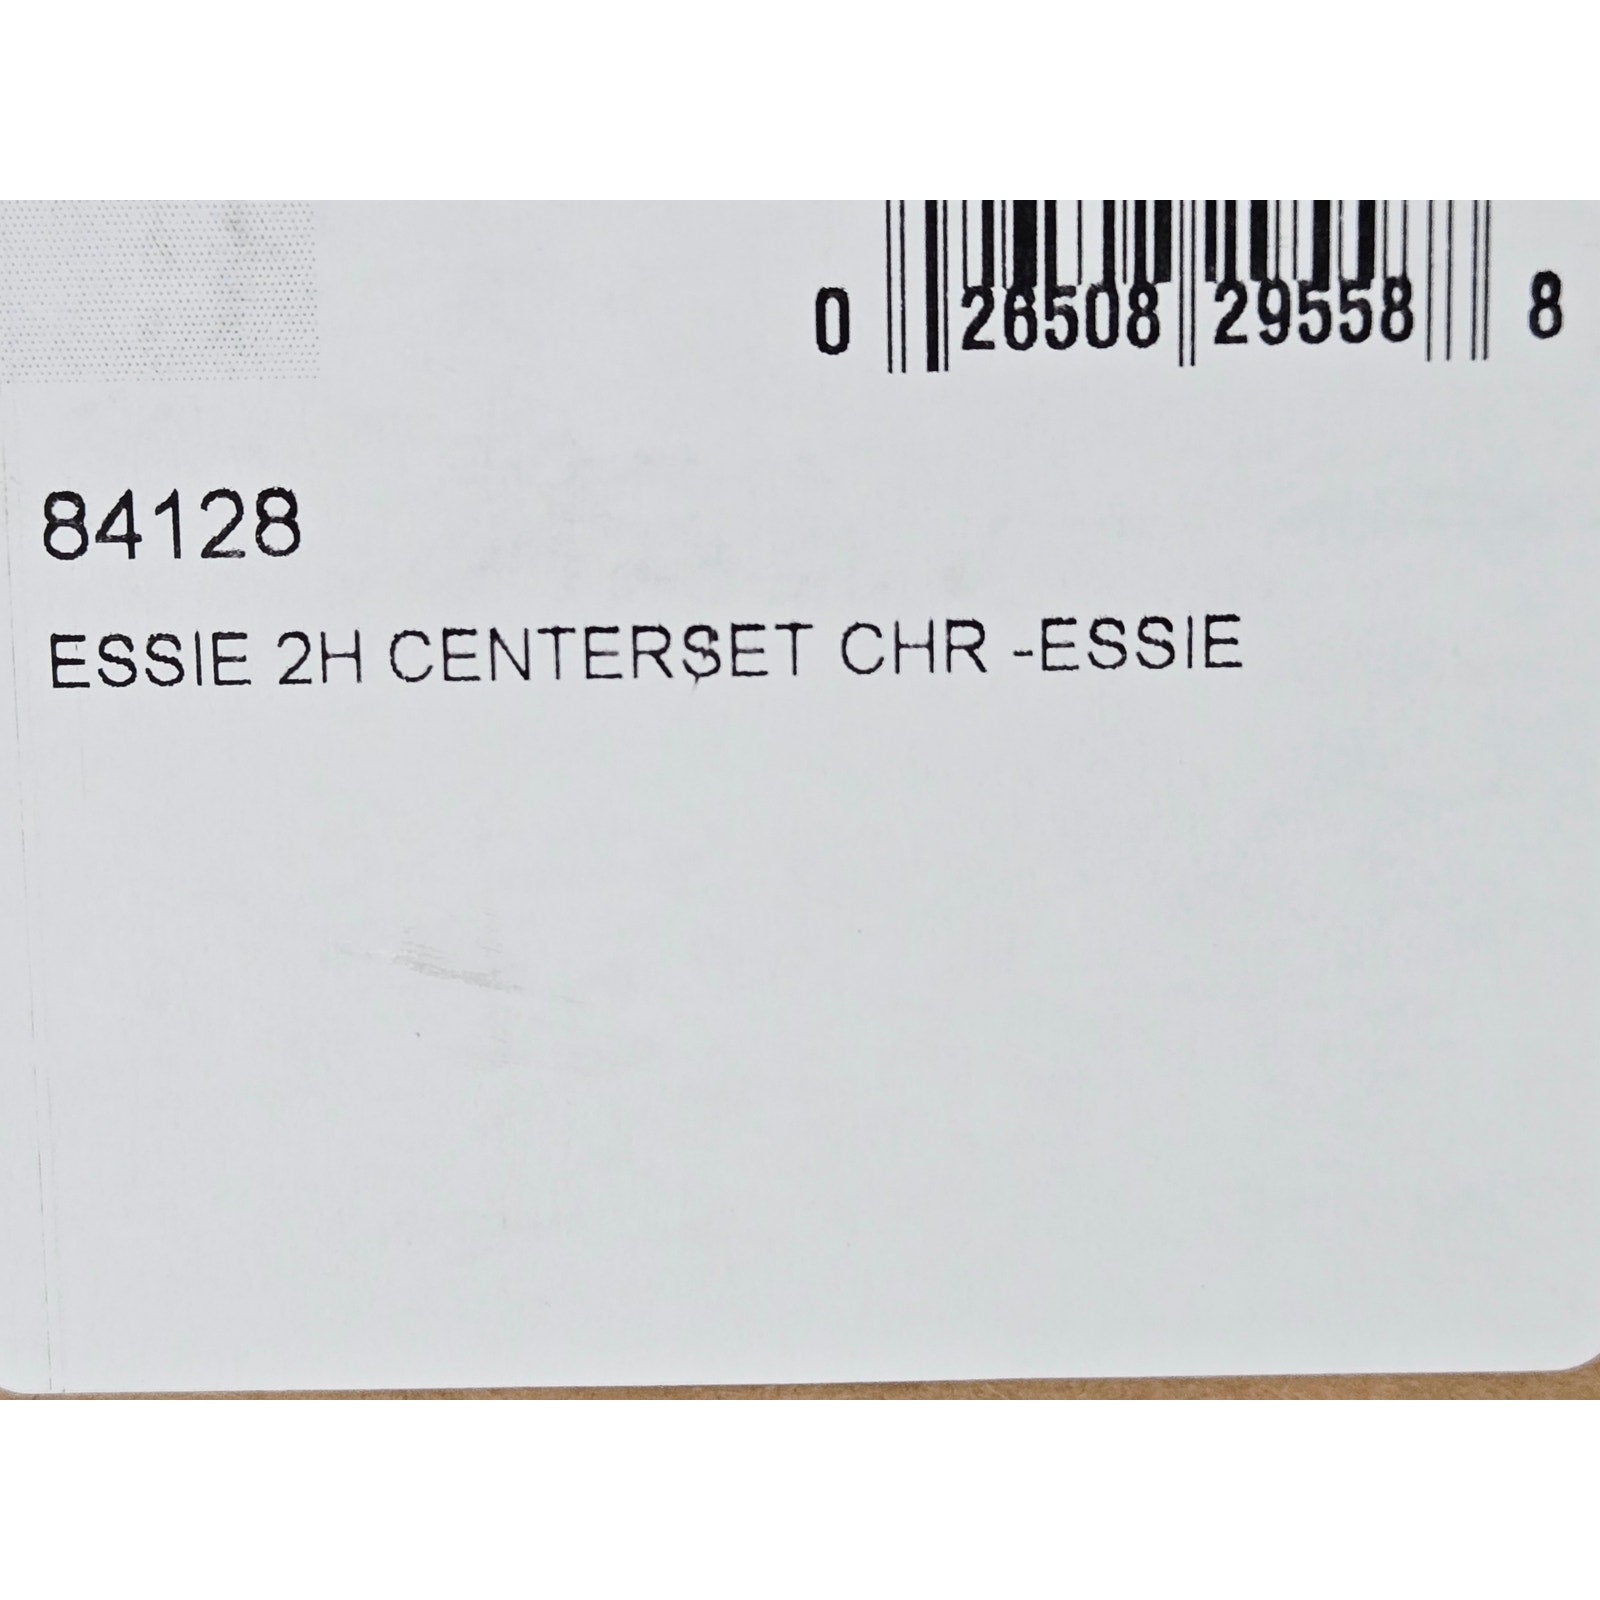 0 26508 29558 8
84128
ESSIE 2H CENTERSET CHR -ESSIE